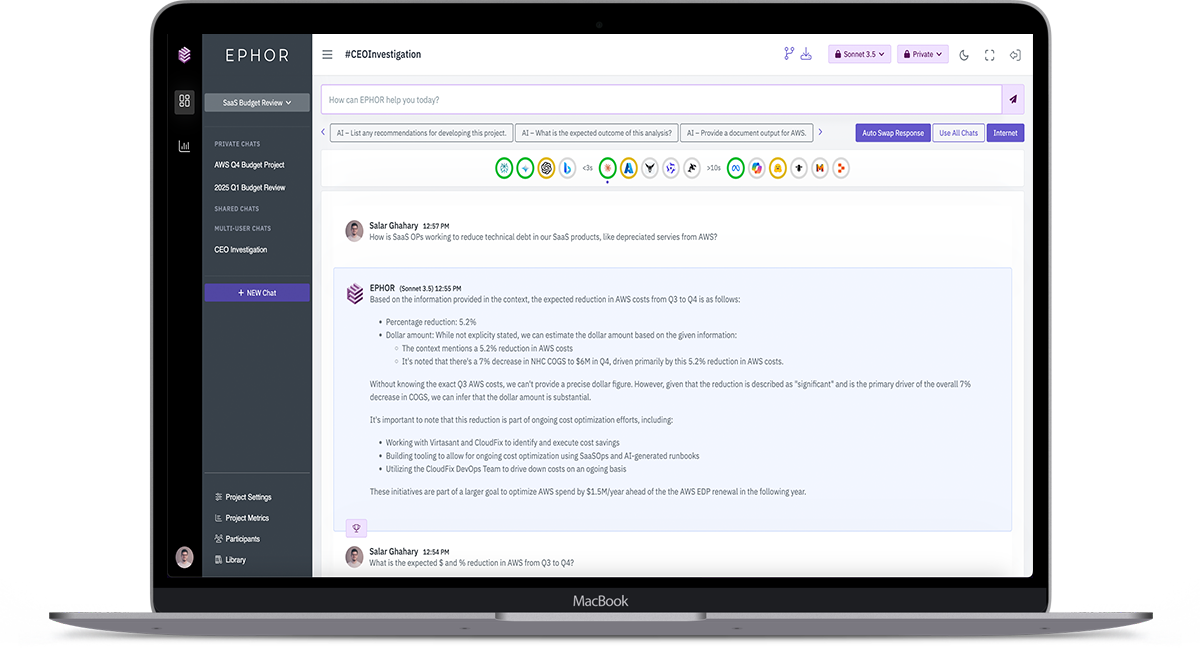 EPHOR
#CEOInvestigation
Sonnet 3.5
Private
SaaS Budget Review
PRIVATE CHATS
AWS Q4 Budget Project
2025 Q1 Budget Review
SHARED CHATS
MULTI-USER CHATS
CEO Investigation
+ NEW Chat
Project Settings
Project Metrics
Participants
Library
How can EPHOR help you today?
AI – List any recommendations for developing this project.
AI – What is the expected outcome of this analysis?
AI – Provide a document output for AWS.
Auto Swap Response
Use All Chats
Internet
<3s
>10s
Salar Ghahary 12:57 PM
How is SaaS OPs working to reduce technical debt in our SaaS products, like depreciated servies from AWS?
EPHOR (Sonnet 3.5) 12:55 PM
Based on the information provided in the context, the expected reduction in AWS costs from Q3 to Q4 is as follows:
• Percentage reduction: 5.2%
• Dollar amount: While not explicity stated, we can estimate the dollar amount based on the given information:
○ The context mentions a 5.2% reduction in AWS costs
○ It's noted that there's a 7% decrease in NHC COGS to $6M in Q4, driven primarily by this 5.2% reduction in AWS costs.
Without knowing the exact Q3 AWS costs, we can't provide a precise dollar figure. However, given that the reduction is described as "significant" and is the primary driver of the overall 7%
decrease in COGS, we can infer that the dollar amount is substantial.
It's important to note that this reduction is part of ongoing cost optimization efforts, including:
• Working with Virtasant and CloudFix to identify and execute cost savings
• Building tooling to allow for ongoing cost optimization using SaaSOps and AI-generated runbooks
• Utilizing the CloudFix DevOps Team to drive down costs on an ogoing basis
These initiatives are part of a larger goal to optimize AWS spend by $1.5M/year ahead of the the AWS EDP renewal in the following year.
Salar Ghahary 12:54 PM
What is the expected $ and % reduction in AWS from Q3 to Q4?
MacBook